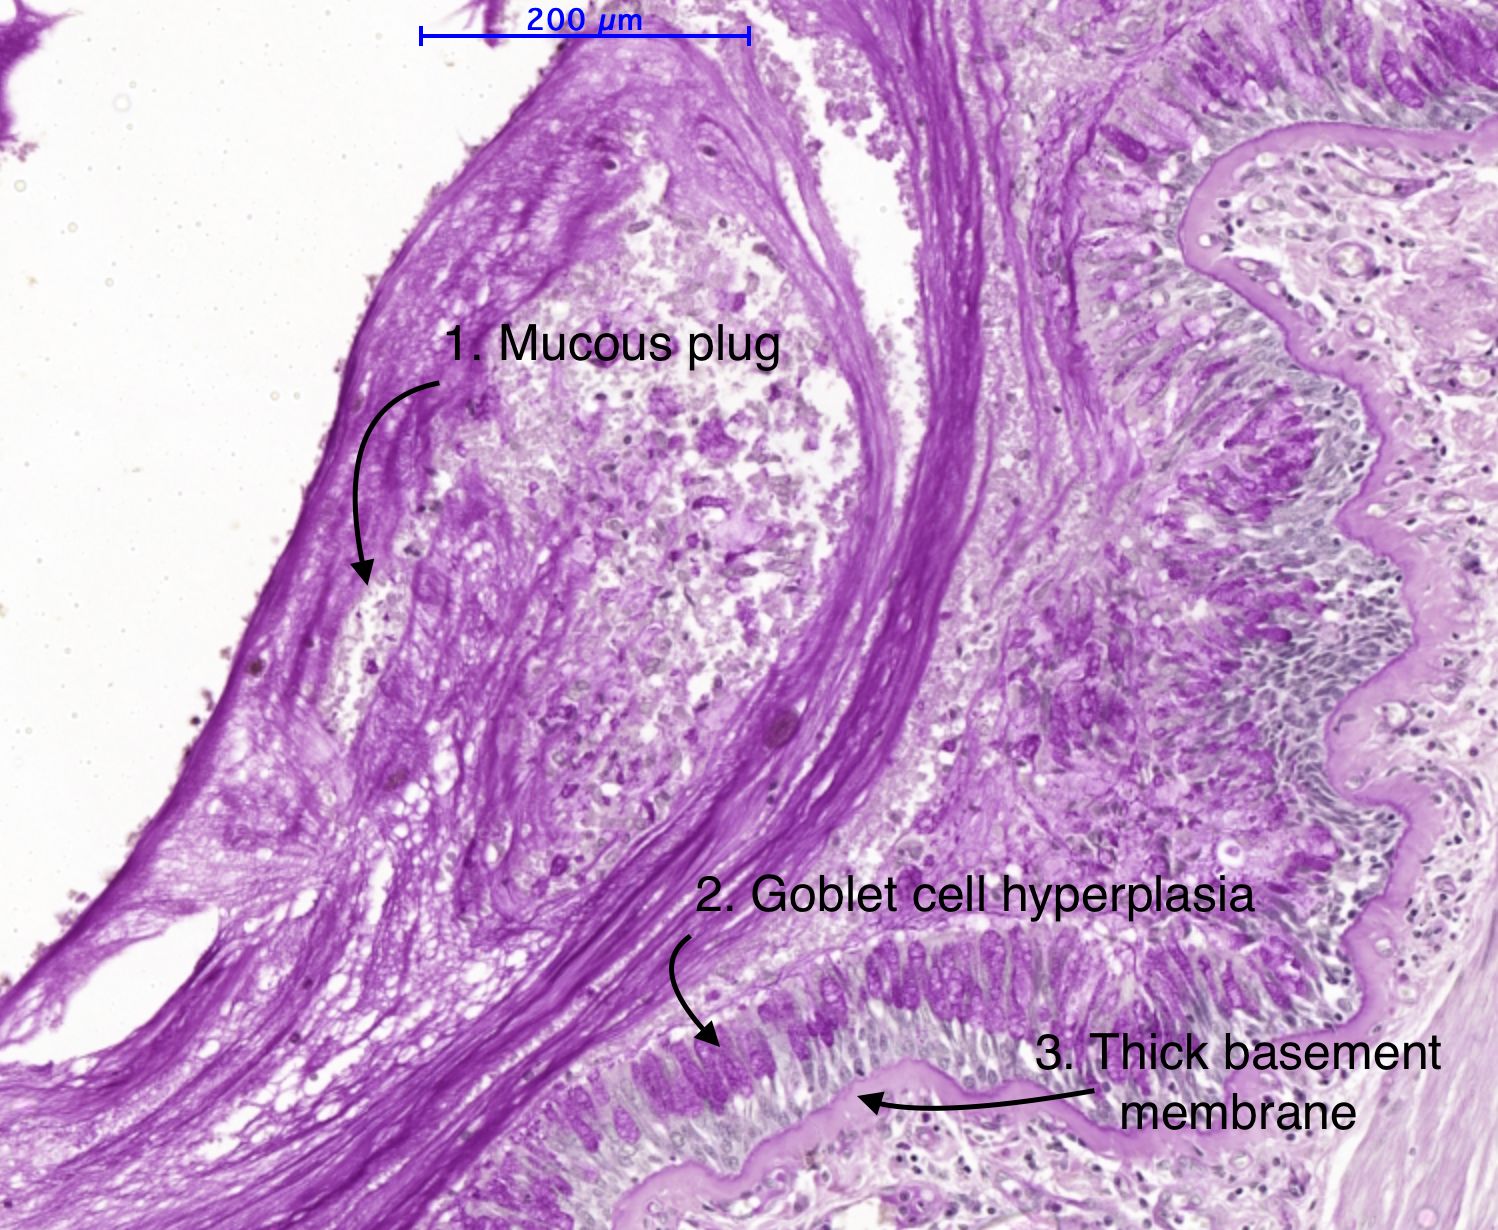 200 µm
1. Mucous plug
2. Goblet cell hyperplasia
3. Thick basement
membrane